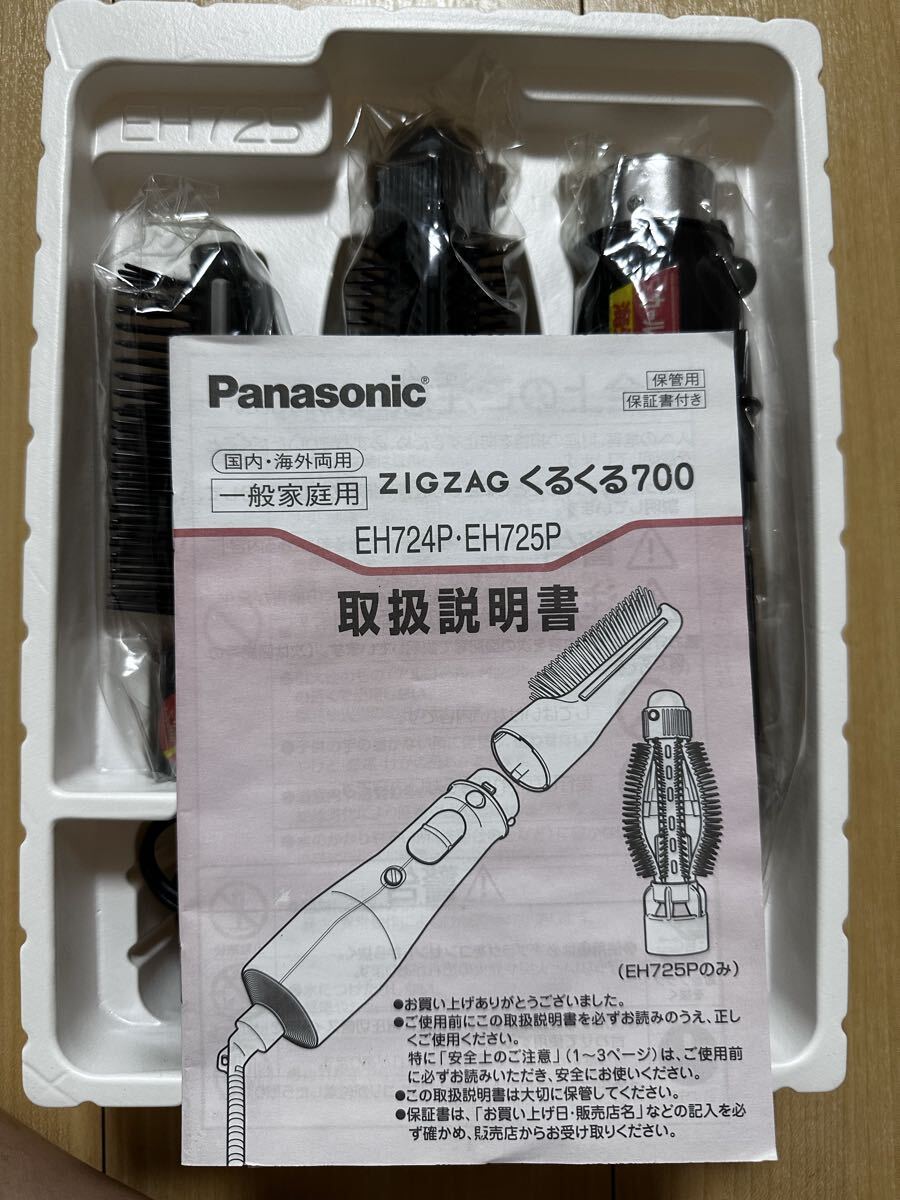 EH725
Panasonic®
保管用
保証書付き
国内・海外両用
一般家庭用
ZIGZAG くるくる700
EH724P・EH725P
取扱説明書
(EH725Pのみ)
●お買い上げありがとうございました。
●ご使用前にこの取扱説明書を必ずお読みのうえ、正し
くご使用ください。
特に「安全上のご注意」(1〜3ページ)は、ご使用前
に必ずお読みいただき、安全にお使いください。
●この取扱説明書は大切に保管してください。
●保証書は、「お買い上げ日・販売店名」などの記入を必
ず確かめ、販売店からお受け取りください。